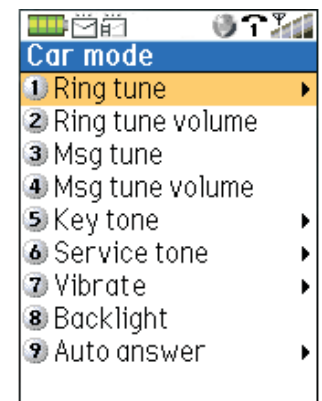 Car mode
1 Ring tune
2 Ring tune volume
3 Msg tune
4 Msg tune volume
5 Key tone
6 Service tone
7 Vibrate
8 Backlight
9 Auto answer